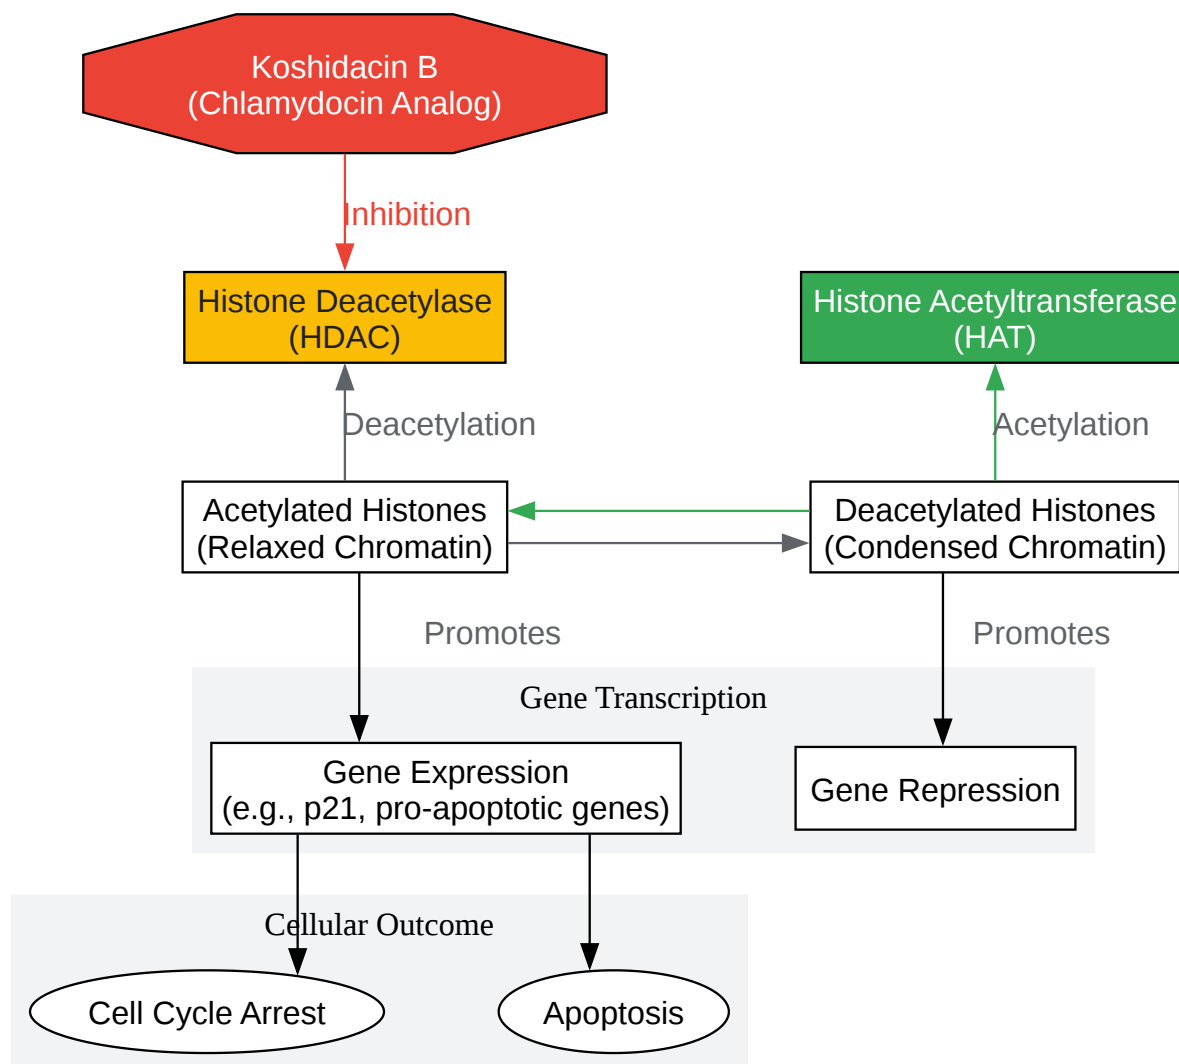 Koshidacin B
(Chlamydocin Analog)
Inhibition
Histone Deacetylase
(HDAC)
Histone Acetyltransferase
(HAT)
Deacetylation
Acetylation
Acetylated Histones
(Relaxed Chromatin)
Deacetylated Histones
(Condensed Chromatin)
Promotes
Promotes
Gene Transcription
Gene Expression
(e.g., p21, pro-apoptotic genes)
Gene Repression
Cellular Outcome
Cell Cycle Arrest
Apoptosis